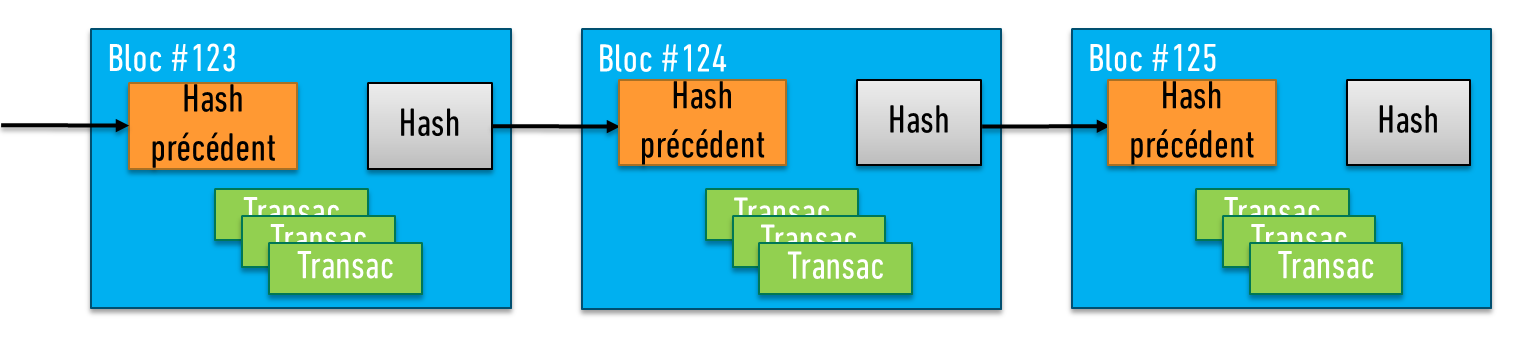 Bloc #123
Hash
précédent
Hash
Transac
Transac
Transac
Bloc #124
Hash
précédent
Hash
Transac
Transac
Transac
Bloc #125
Hash
précédent
Hash
Transac
Transac
Transac